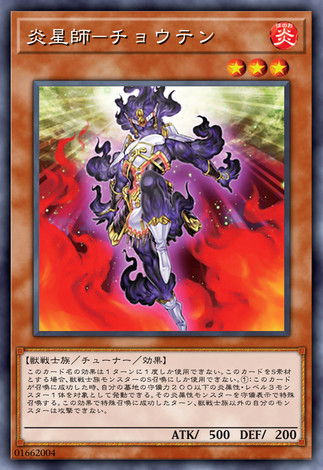 炎星師－チョウテン
炎
【獣戦士族／チューナー／効果】
このカード名の効果は１ターンに１度しか使用できない。このカードをＳ素材
とする場合、獣戦士族モンスターのＳ召喚にしか使用できない。①：このカード
が召喚に成功した時、自分の墓地の守備力２００以下の炎属性・レベル３モン
スター１体を対象として発動できる。その炎属性モンスターを守備表示で特殊
召喚する。この効果で特殊召喚に成功したターン、獣戦士族以外の自分のモン
スターは攻撃できない。
ATK/ 500 DEF/ 200
01662004